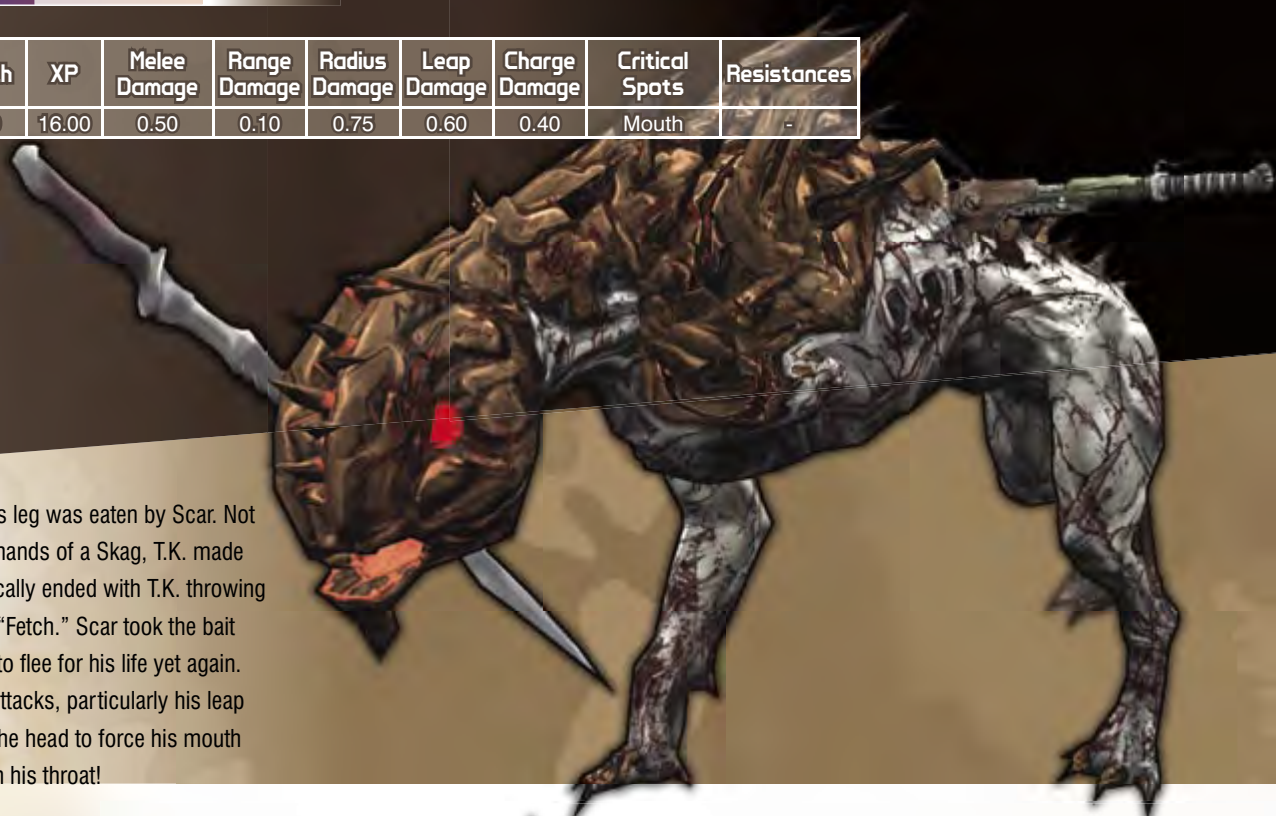 h XP Melee Damage Range Damage Radius Damage Leap Damage Charge Damage Critical Spots Resistances
16.00 0.50 0.10 0.75 0.60 0.40 Mouth -
s leg was eaten by Scar. Not
hands of a Skag, T.K. made
cally ended with T.K. throwing
“Fetch.” Scar took the bait
to flee for his life yet again.
ttacks, particularly his leap
he head to force his mouth
n his throat!